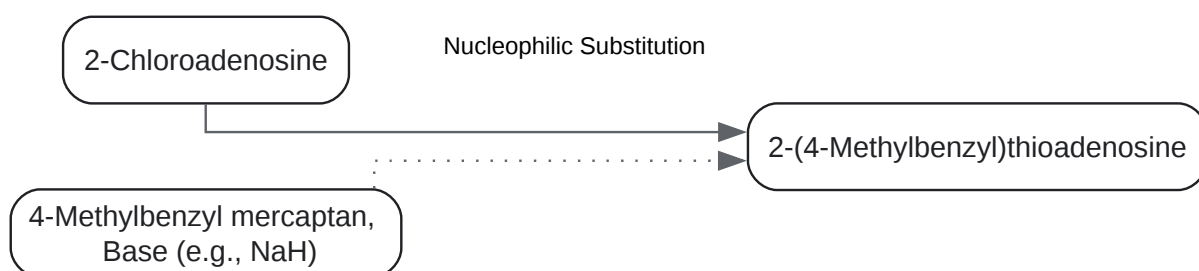 2-Chloroadenosine
Nucleophilic Substitution
2-(4-Methylbenzyl)thioadenosine
4-Methylbenzyl mercaptan,
Base (e.g., NaH)